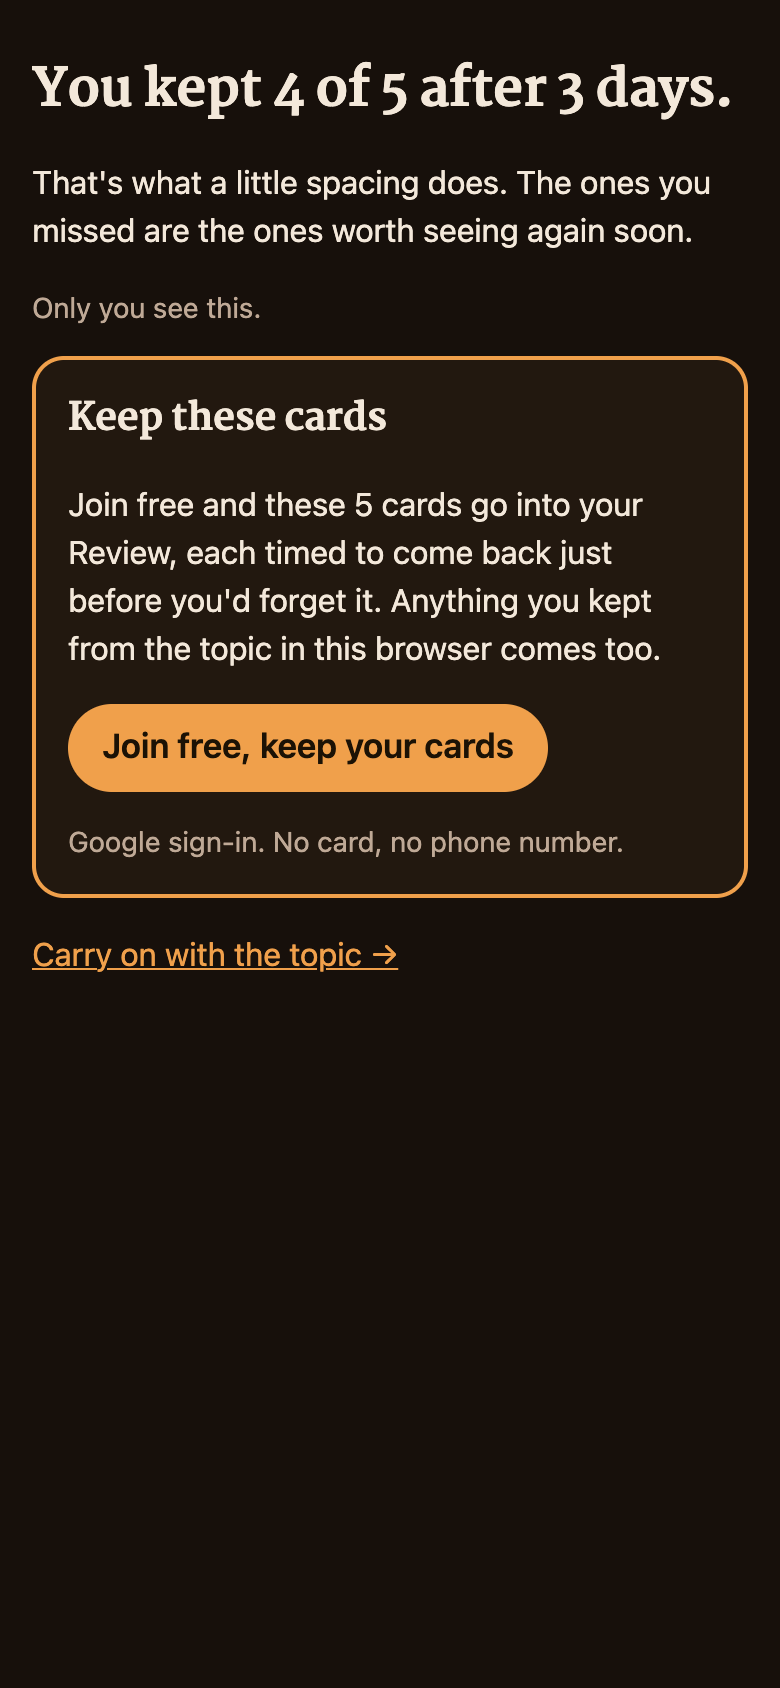 You kept 4 of 5 after 3 days.
That's what a little spacing does. The ones you
missed are the ones worth seeing again soon.
Only you see this.
Keep these cards
Join free and these 5 cards go into your
Review, each timed to come back just
before you'd forget it. Anything you kept
from the topic in this browser comes too.
Join free, keep your cards
Google sign-in. No card, no phone number.
Carry on with the topic →